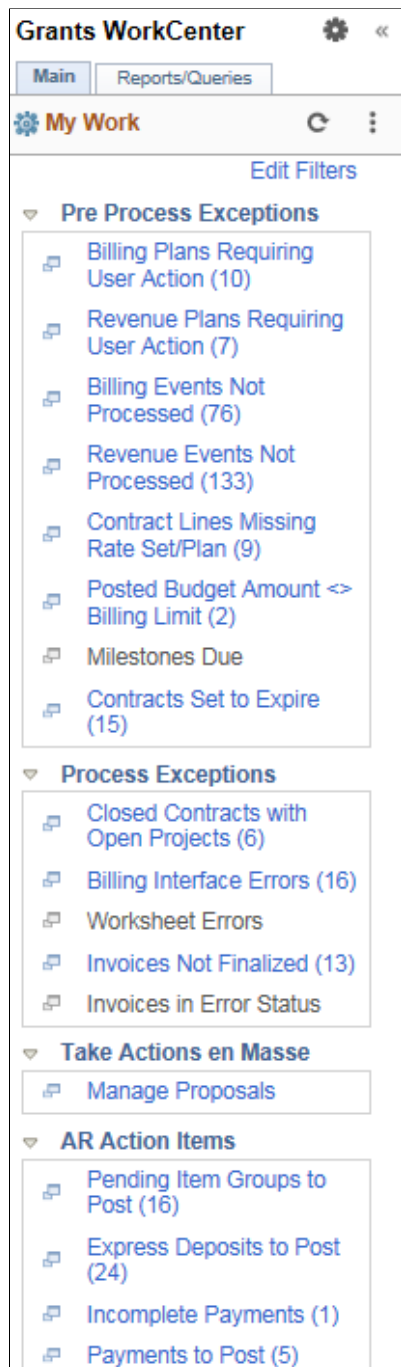 Grants WorkCenter
«
Main
Reports/Queries
My Work
Edit Filters
Pre Process Exceptions
Billing Plans Requiring
User Action (10)
Revenue Plans Requiring
User Action (7)
Billing Events Not
Processed (76)
Revenue Events Not
Processed (133)
Contract Lines Missing
Rate Set/Plan (9)
Posted Budget Amount <>
Billing Limit (2)
Milestones Due
Contracts Set to Expire
(15)
Process Exceptions
Closed Contracts with
Open Projects (6)
Billing Interface Errors (16)
Worksheet Errors
Invoices Not Finalized (13)
Invoices in Error Status
Take Actions en Masse
Manage Proposals
AR Action Items
Pending Item Groups to
Post (16)
Express Deposits to Post
(24)
Incomplete Payments (1)
Payments to Post (5)